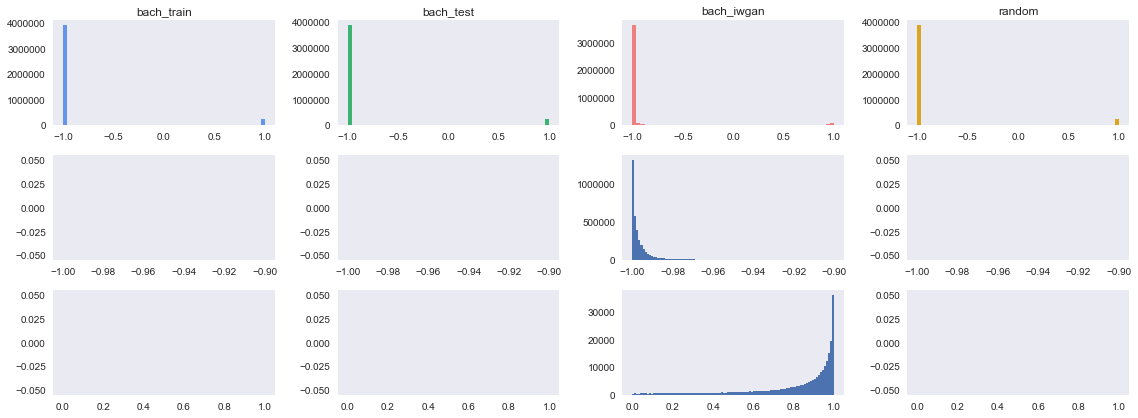 bach_train bach_test bach_iwgan random
4000000 4000000 4000000
3000000 3000000 3000000 3000000
2000000 2000000 2000000 2000000
1000000 1000000 1000000 1000000
0 0 0 0
−1.0 −0.5 0.0 0.5 1.0 −1.0 −0.5 0.0 0.5 1.0 −1.0 −0.5 0.0 0.5 1.0 −1.0 −0.5 0.0 0.5 1.0
0.050 0.050 0.050
0.025 0.025 1000000 0.025
0.000 0.000 500000 0.000
−0.025 −0.025 −0.025
−0.050 −0.050 0 −0.050
−1.00 −0.98 −0.96 −0.94 −0.92 −0.90 −1.00 −0.98 −0.96 −0.94 −0.92 −0.90 −1.00 −0.98 −0.96 −0.94 −0.92 −0.90 −1.00 −0.98 −0.96 −0.94 −0.92 −0.90
0.050 0.050 0.050
0.025 0.025 30000 0.025
0.000 0.000 20000 0.000
−0.025 −0.025 10000 −0.025
−0.050 −0.050 0 −0.050
0.0 0.2 0.4 0.6 0.8 1.0 0.0 0.2 0.4 0.6 0.8 1.0 0.0 0.2 0.4 0.6 0.8 1.0 0.0 0.2 0.4 0.6 0.8 1.0